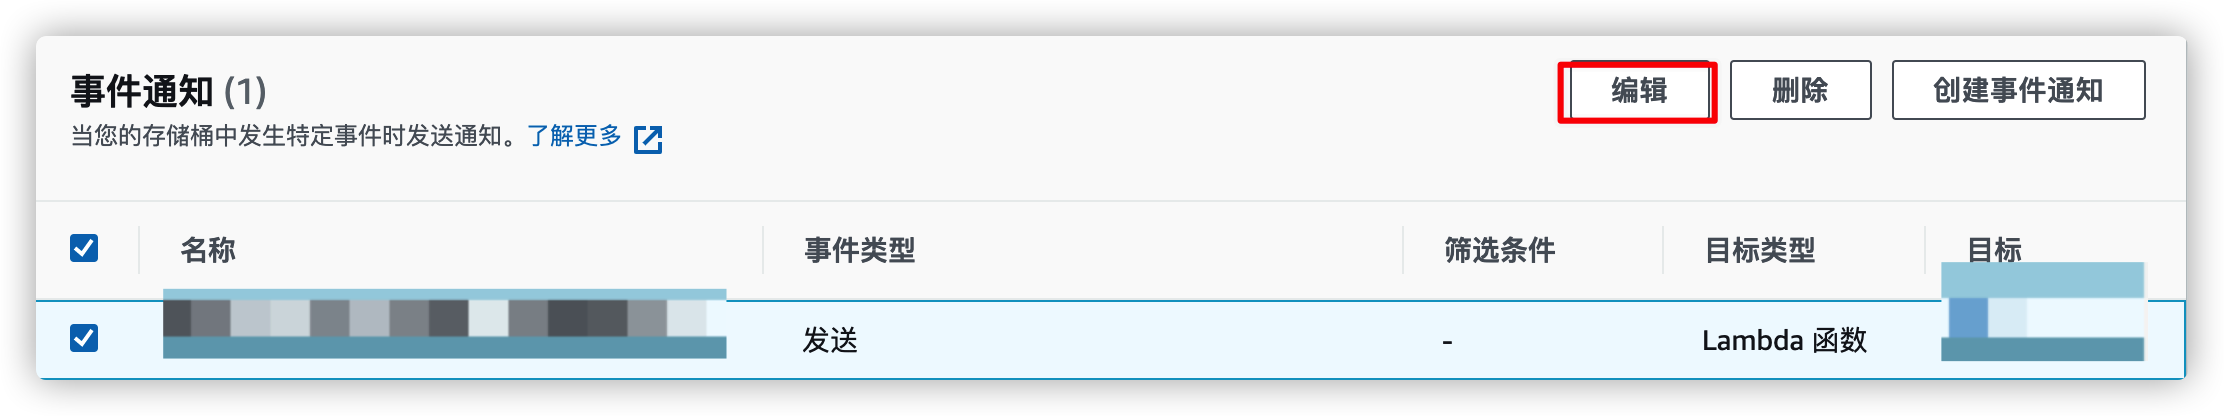 事件通知 (1)
编辑
删除
创建事件通知
当您的存储桶中发生特定事件时发送通知。了解更多
名称
事件类型
筛选条件
目标类型
目标
发送
-
Lambda 函数